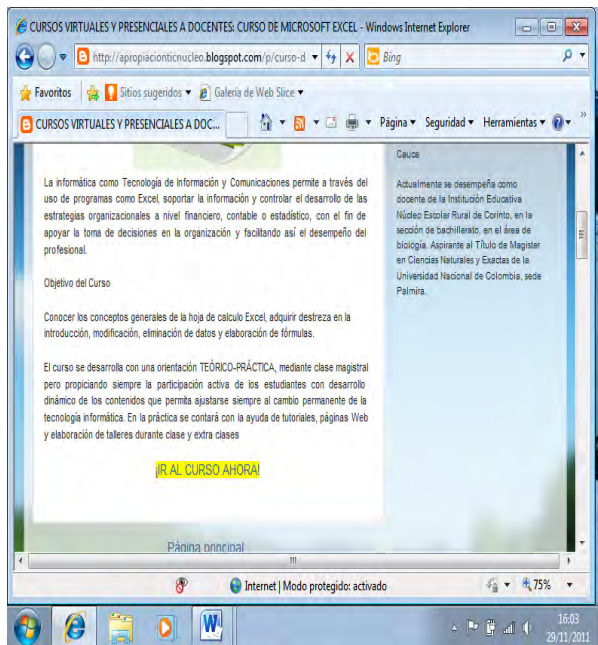 CURSOS VIRTUALES Y PRESENCIALES A DOCENTES: CURSO DE MICROSOFT EXCEL - Windows Internet Explorer
http://apropiacionticnucleo.blogspot.com/p/curso-d
Bing
Favoritos
Sitios sugeridos
Galería de Web Slice
CURSOS VIRTUALES Y PRESENCIALES A DOC...
Página
Seguridad
Herramientas
La informática como Tecnología de Información y Comunicaciones permite a través del
uso de programas como Excel, soportar la información y controlar el desarrollo de las
estrategias organizacionales a nivel financiero, contable o estadístico, con el fin de
apoyar la toma de decisiones en la organización y facilitando así el desempeño del
profesional.
Objetivo del Curso
Conocer los conceptos generales de la hoja de calculo Excel, adquirir destreza en la
introducción, modificación, eliminación de datos y elaboración de fórmulas.
El curso se desarrolla con una orientación TEÓRICO-PRÁCTICA, mediante clase magistral
pero propiciando siempre la participación activa de los estudiantes con desarrollo
dinámico de los contenidos que permita ajustarse siempre al cambio permanente de la
tecnología informática. En la práctica se contará con la ayuda de tutoriales, páginas Web
y elaboración de talleres durante clase y extra clases
¡IR AL CURSO AHORA!
Página principal
Cauca
Actualmente se desempeña como
docente de la Institución Educativa
Núcleo Escolar Rural de Corinto, en la
sección de bachillerato, en el área de
biología. Aspirante al Título de Magister
en Ciencias Naturales y Exactas de la
Universidad Nacional de Colombia, sede
Palmira.
Internet | Modo protegido: activado
75%
16:03
29/11/2011